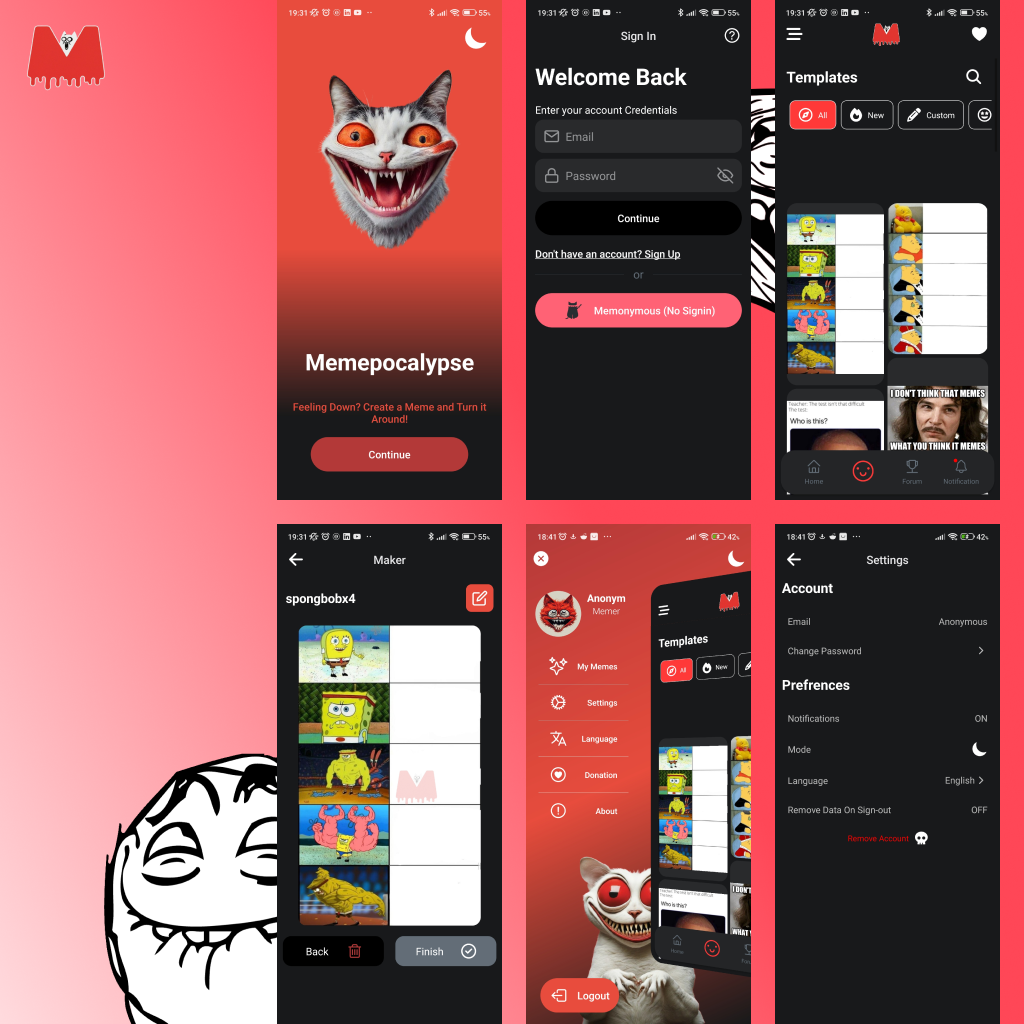 19:31
55%
Memepocalypse
Feeling Down? Create a Meme and Turn it
Around!
Continue
19:31
55%
Sign In
Welcome Back
Enter your account Credentials
Email
Password
Continue
Don't have an account? Sign Up
or
Memonymous (No Signin)
19:31
55%
Templates
All
New
Custom
Teacher: The test isn't that difficult
The test:
Who is this?
I DON'T THINK THAT MEMES
WHAT YOU THINK IT MEMES
Home
Forum
Notification
19:31
55%
Maker
spongbobx4
Back
Finish
18:41
42%
Anonym
Memer
My Memes
Settings
Language
Donation
About
Logout
Templates
All
New
Who is this?
I DON'T
Home
18:41
42%
Settings
Account
Email
Anonymous
Change Password
Prefrences
Notifications
ON
Mode
Language
English
Remove Data On Sign-out
OFF
Remove Account